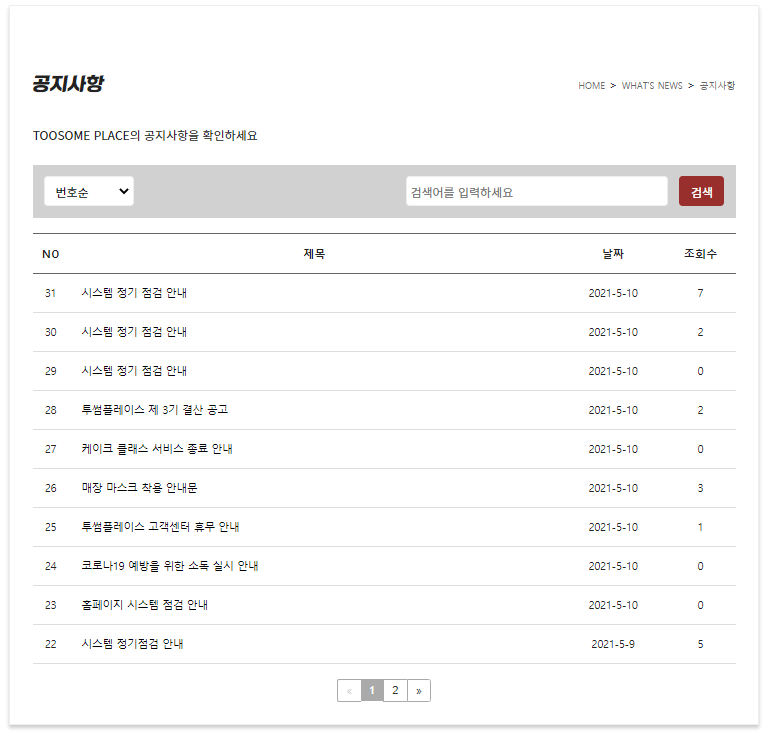 공지사항
HOME > WHAT'S NEWS > 공지사항
TOOSOME PLACE의 공지사항을 확인하세요
번호순 검색어를 입력하세요 검색
NO 제목 날짜 조회수
31 시스템 정기 점검 안내 2021-5-10 7
30 시스템 정기 점검 안내 2021-5-10 2
29 시스템 정기 점검 안내 2021-5-10 0
28 투썸플레이스 제 3기 결산 공고 2021-5-10 2
27 케이크 클래스 서비스 종료 안내 2021-5-10 0
26 매장 마스크 착용 안내문 2021-5-10 3
25 투썸플레이스 고객센터 휴무 안내 2021-5-10 1
24 코로나19 예방을 위한 소독 실시 안내 2021-5-10 0
23 홈페이지 시스템 점검 안내 2021-5-10 0
22 시스템 정기점검 안내 2021-5-9 5
« 1 2 »